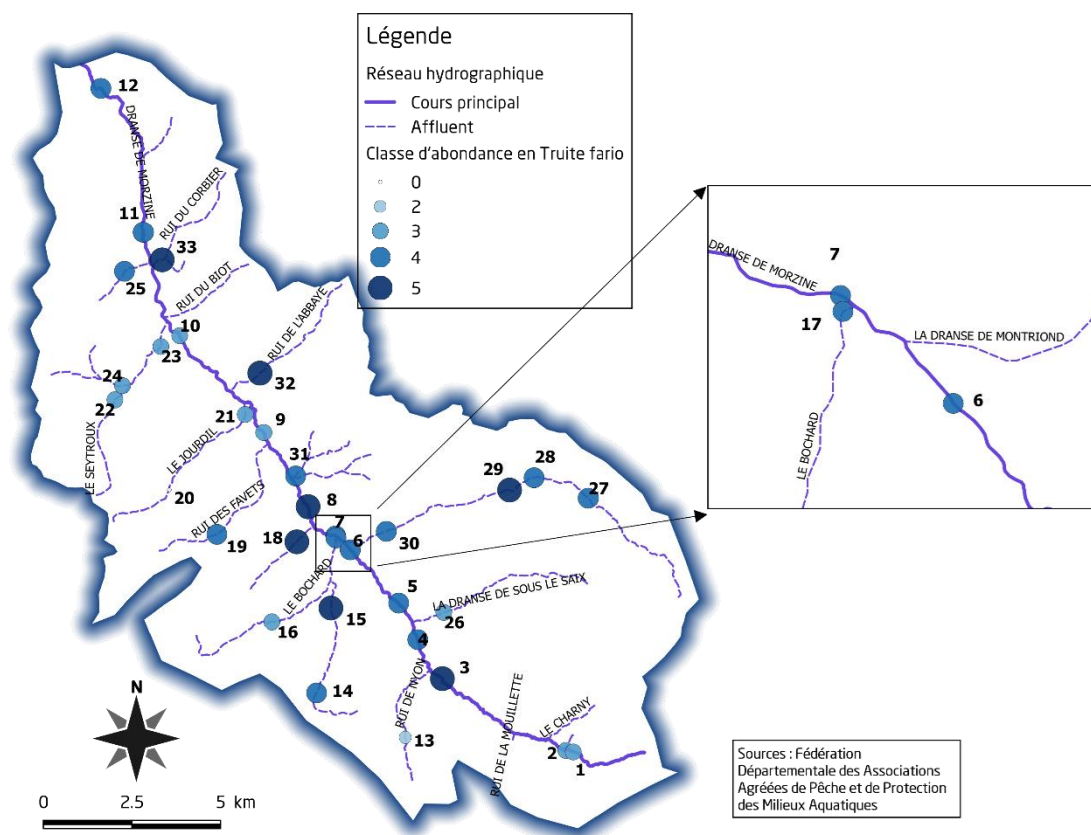 Légende
Réseau hydrographique
Cours principal
Affluent
Classe d'abondance en Truite fario
0
2
3
4
5
12
DRANSE DE MORZINE
11
RUI DU CORBIER
33
25
RUI DU BIOT
10
23
RUI DE L'ABBAYE
24
22
32
21
9
LE SEYTROUX
LE JOURDIL
20
31
RUI DES FAVETS
8
29
28
27
19
18
7
6
30
LE BOCHARD
5
LA DRANSE DE SOUS LE SAIX
15
16
26
4
3
14
RUI DE NYON
13
RUI DE LA MOUILLETTE
LE CHARNY
2
1
DRANSE DE MORZINE
7
17
LA DRANSE DE MONTRIOND
6
LE BOCHARD
N
0 2.5 5 km
Sources : Fédération
Départementale des Associations
Agréées de Pêche et de Protection
des Milieux Aquatiques